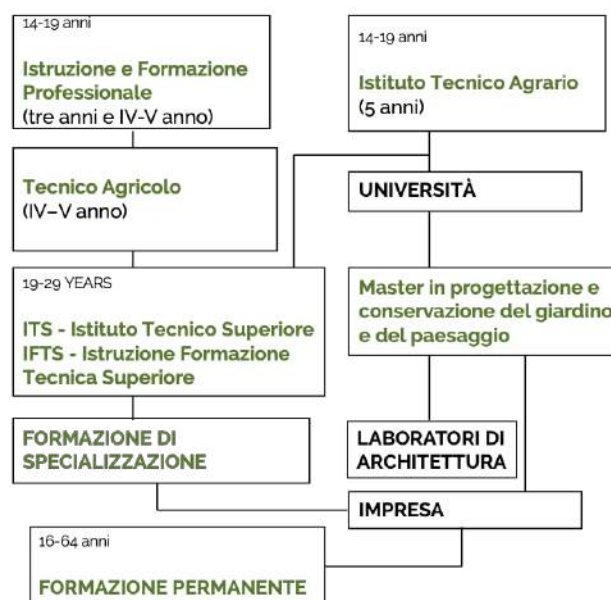 14-19 anni
Istruzione e Formazione
Professionale
(tre anni e IV-V anno)
14-19 anni
Istituto Tecnico Agrario
(5 anni)
Tecnico Agricolo
(IV–V anno)
UNIVERSITÀ
19-29 YEARS
ITS - Istituto Tecnico Superiore
IFTS - Istruzione Formazione
Tecnica Superiore
Master in progettazione e
conservazione del giardino
e del paesaggio
FORMAZIONE DI
SPECIALIZZAZIONE
LABORATORI DI
ARCHITETTURA
IMPRESA
16-64 anni
FORMAZIONE PERMANENTE